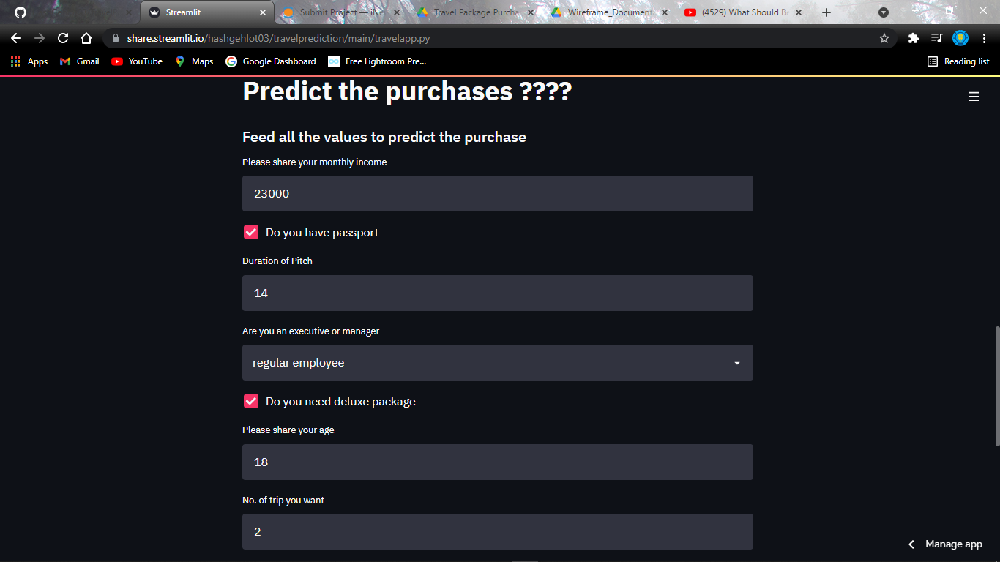 Streamlit
Submit Project — iNe
Travel Package Purcha
Wireframe_Document
(4529) What Should B
share.streamlit.io/hashgehlot03/travelprediction/main/travelapp.py
Apps
Gmail
YouTube
Maps
Google Dashboard
Free Lightroom Pre...
Reading list
Predict the purchases ????
Feed all the values to predict the purchase
Please share your monthly income
23000
Do you have passport
Duration of Pitch
14
Are you an executive or manager
regular employee
Do you need deluxe package
Please share your age
18
No. of trip you want
2
Manage app